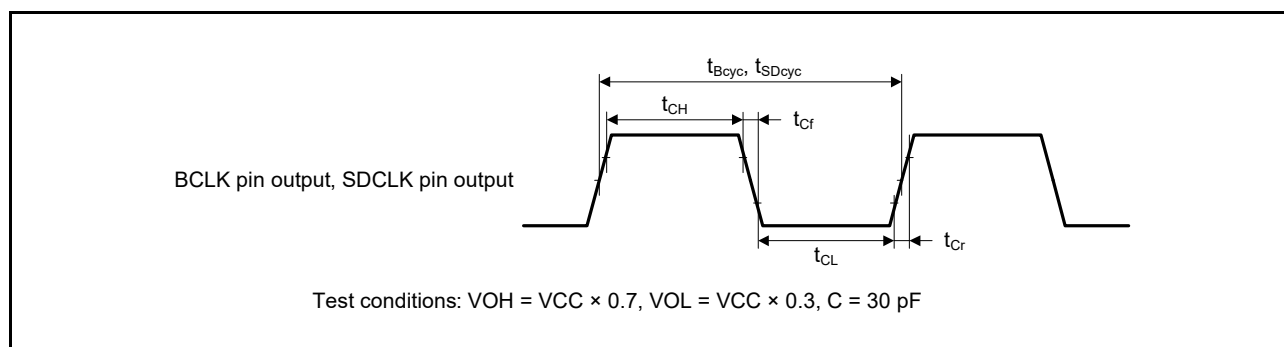 tBcyc, tSDcyc
tCH
tCf
BCLK pin output, SDCLK pin output
tCL
tCr
Test conditions: VOH = VCC × 0.7, VOL = VCC × 0.3, C = 30 pF